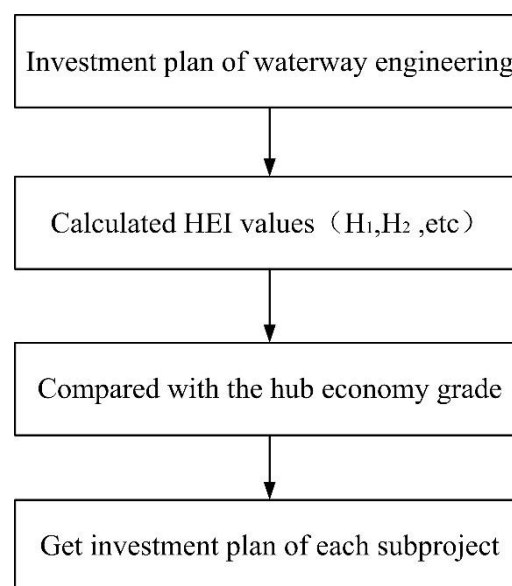 Investment plan of waterway engineering
Calculated HEI values（H₁,H₂ ,etc）
Compared with the hub economy grade
Get investment plan of each subproject